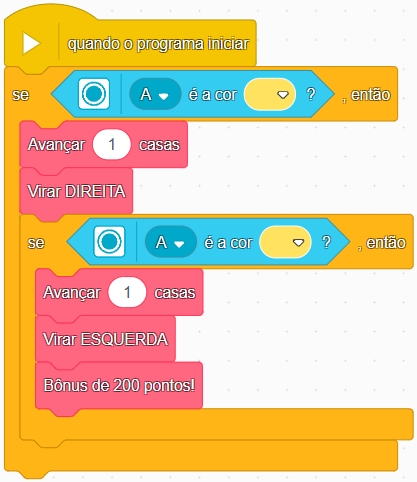 quando o programa iniciar
se A é a cor ? , então
Avançar 1 casas
Virar DIREITA
se A é a cor ? , então
Avançar 1 casas
Virar ESQUERDA
Bônus de 200 pontos!